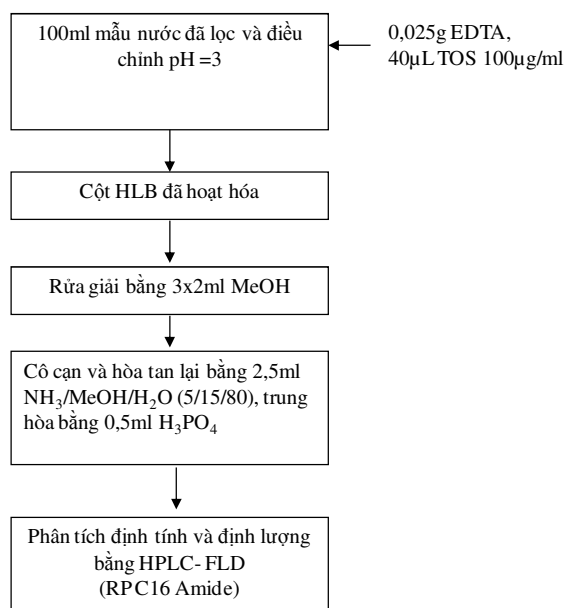 100ml mẫu nước đã lọc và điều
chỉnh pH =3
0,025g EDTA,
40µL TOS 100µg/ml
Cột HLB đã hoạt hóa
Rửa giải bằng 3x2ml MeOH
Cô cạn và hòa tan lại bằng 2,5ml
NH₃/MeOH/H₂O (5/15/80), trung
hòa bằng 0,5ml H₃PO₄
Phân tích định tính và định lượng
bằng HPLC- FLD
(RP C16 Amide)